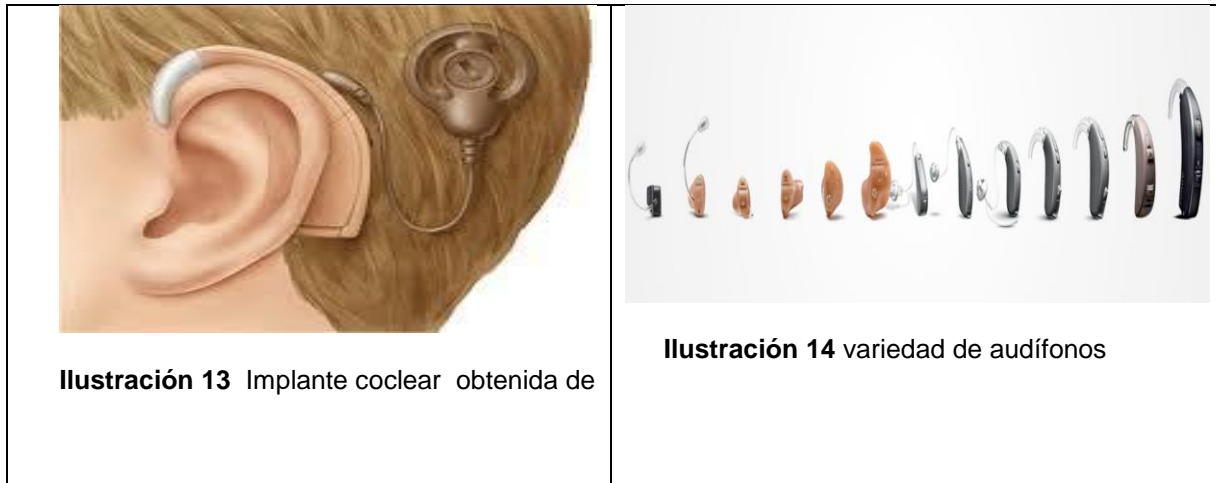 Ilustración 13 Implante coclear obtenida de
Ilustración 14 variedad de audífonos